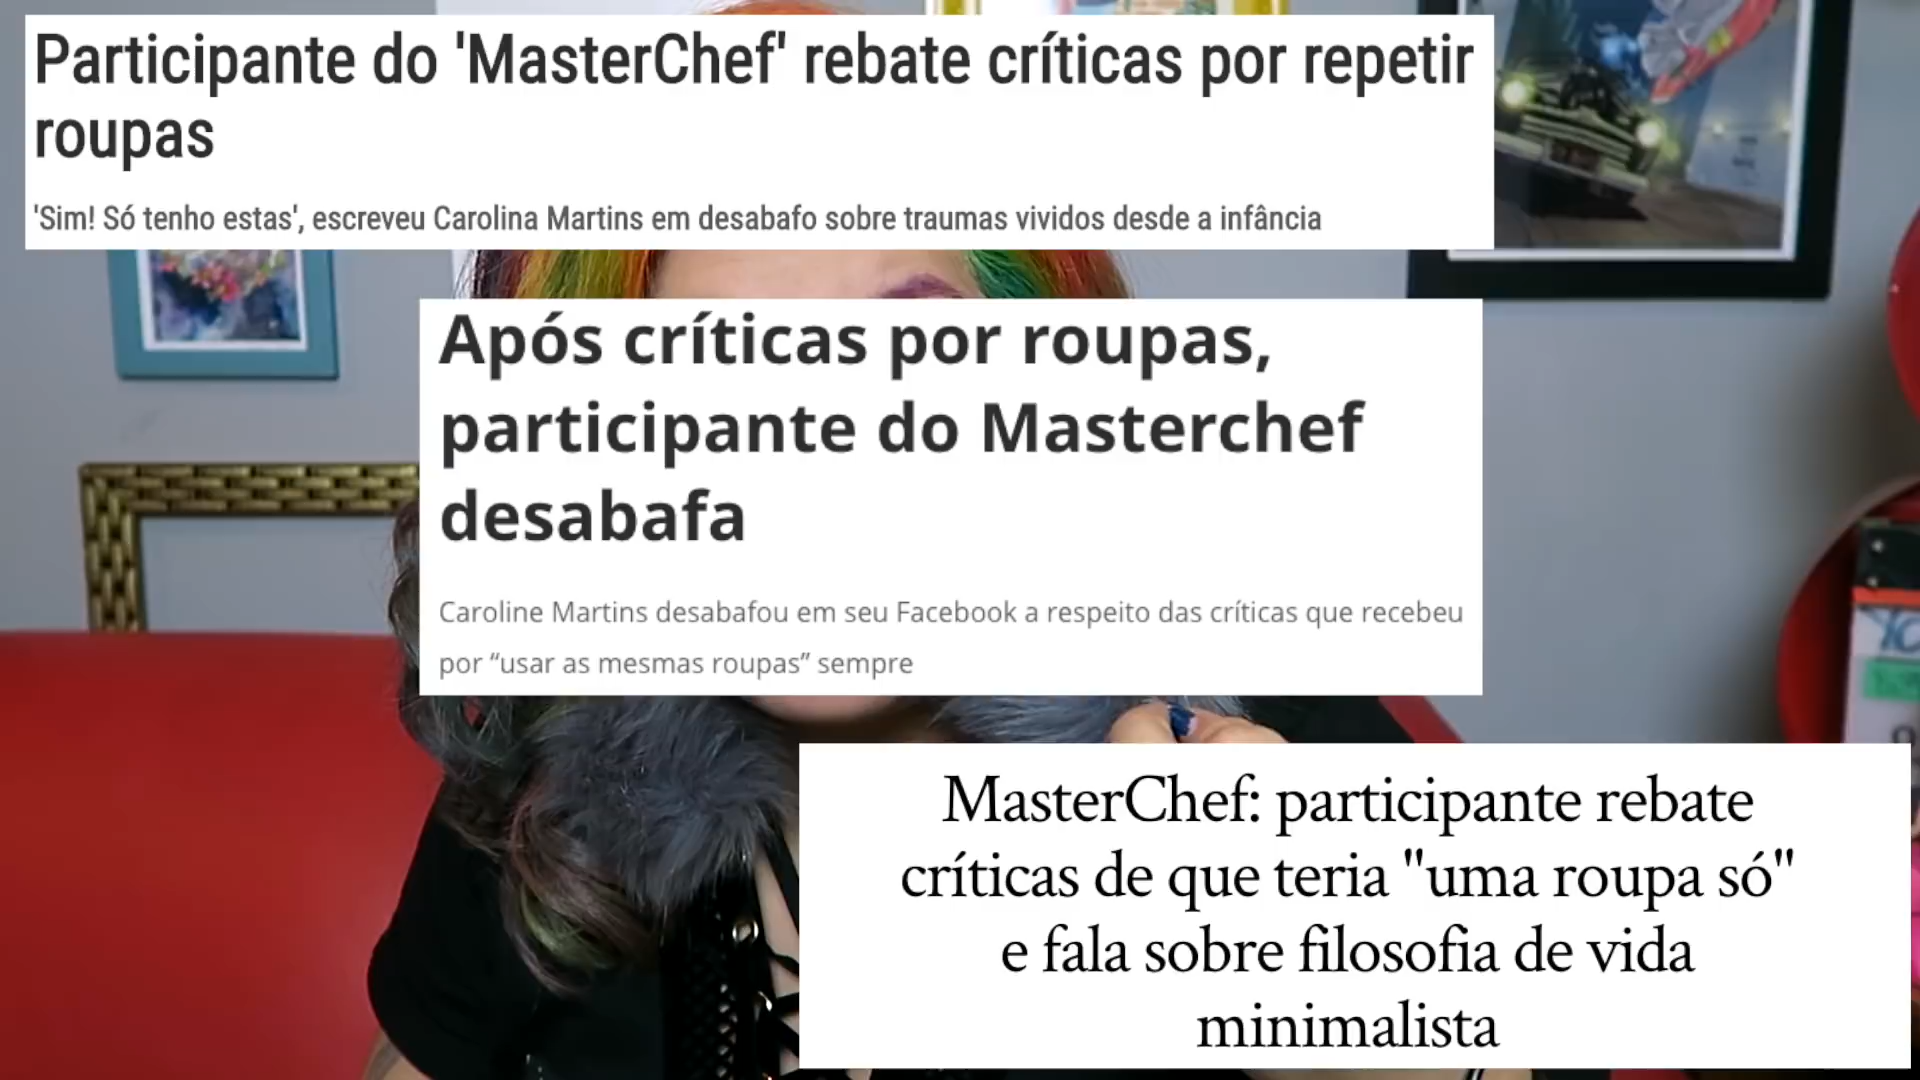 Participante do 'MasterChef' rebate críticas por repetir
roupas
'Sim! Só tenho estas', escreveu Carolina Martins em desabafo sobre traumas vividos desde a infância
Após críticas por roupas,
participante do Masterchef
desabafa
Caroline Martins desabafou em seu Facebook a respeito das críticas que recebeu
por “usar as mesmas roupas” sempre
MasterChef: participante rebate
críticas de que teria "uma roupa só"
e fala sobre filosofia de vida
minimalista